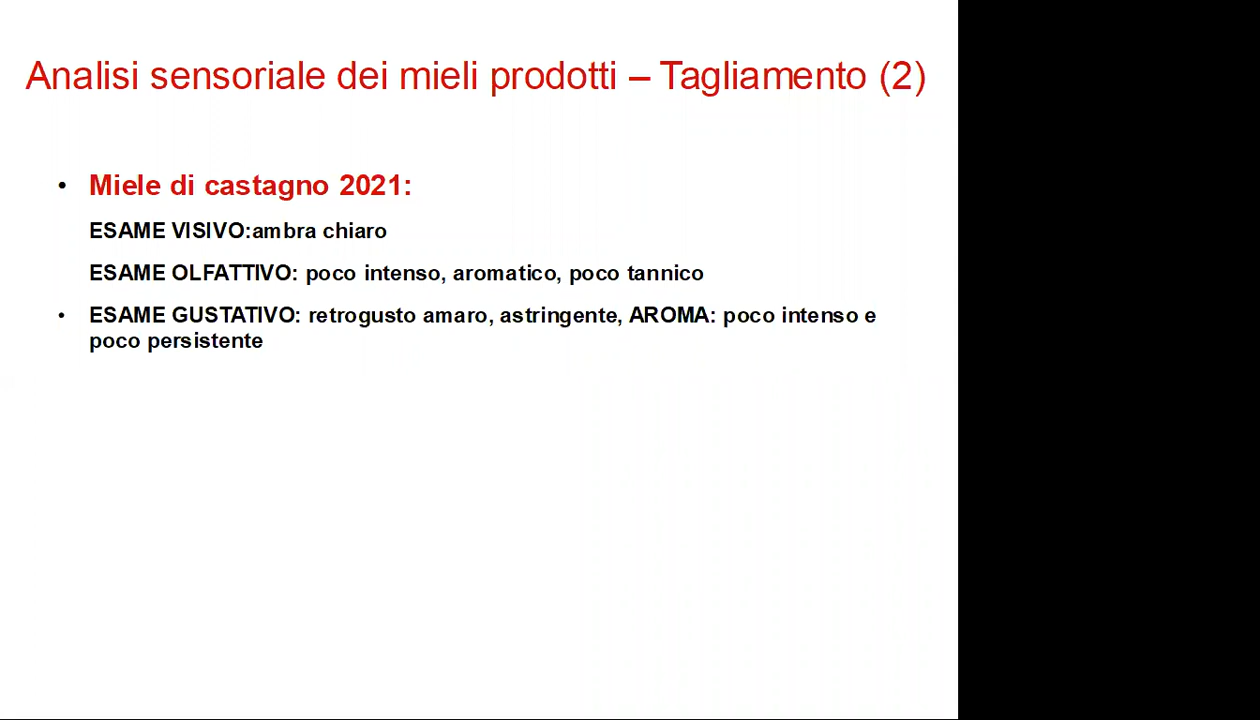 Analisi sensoriale dei mieli prodotti – Tagliamento (2)
• Miele di castagno 2021:
ESAME VISIVO:ambra chiaro
ESAME OLFATTIVO: poco intenso, aromatico, poco tannico
• ESAME GUSTATIVO: retrogusto amaro, astringente, AROMA: poco intenso e
poco persistente